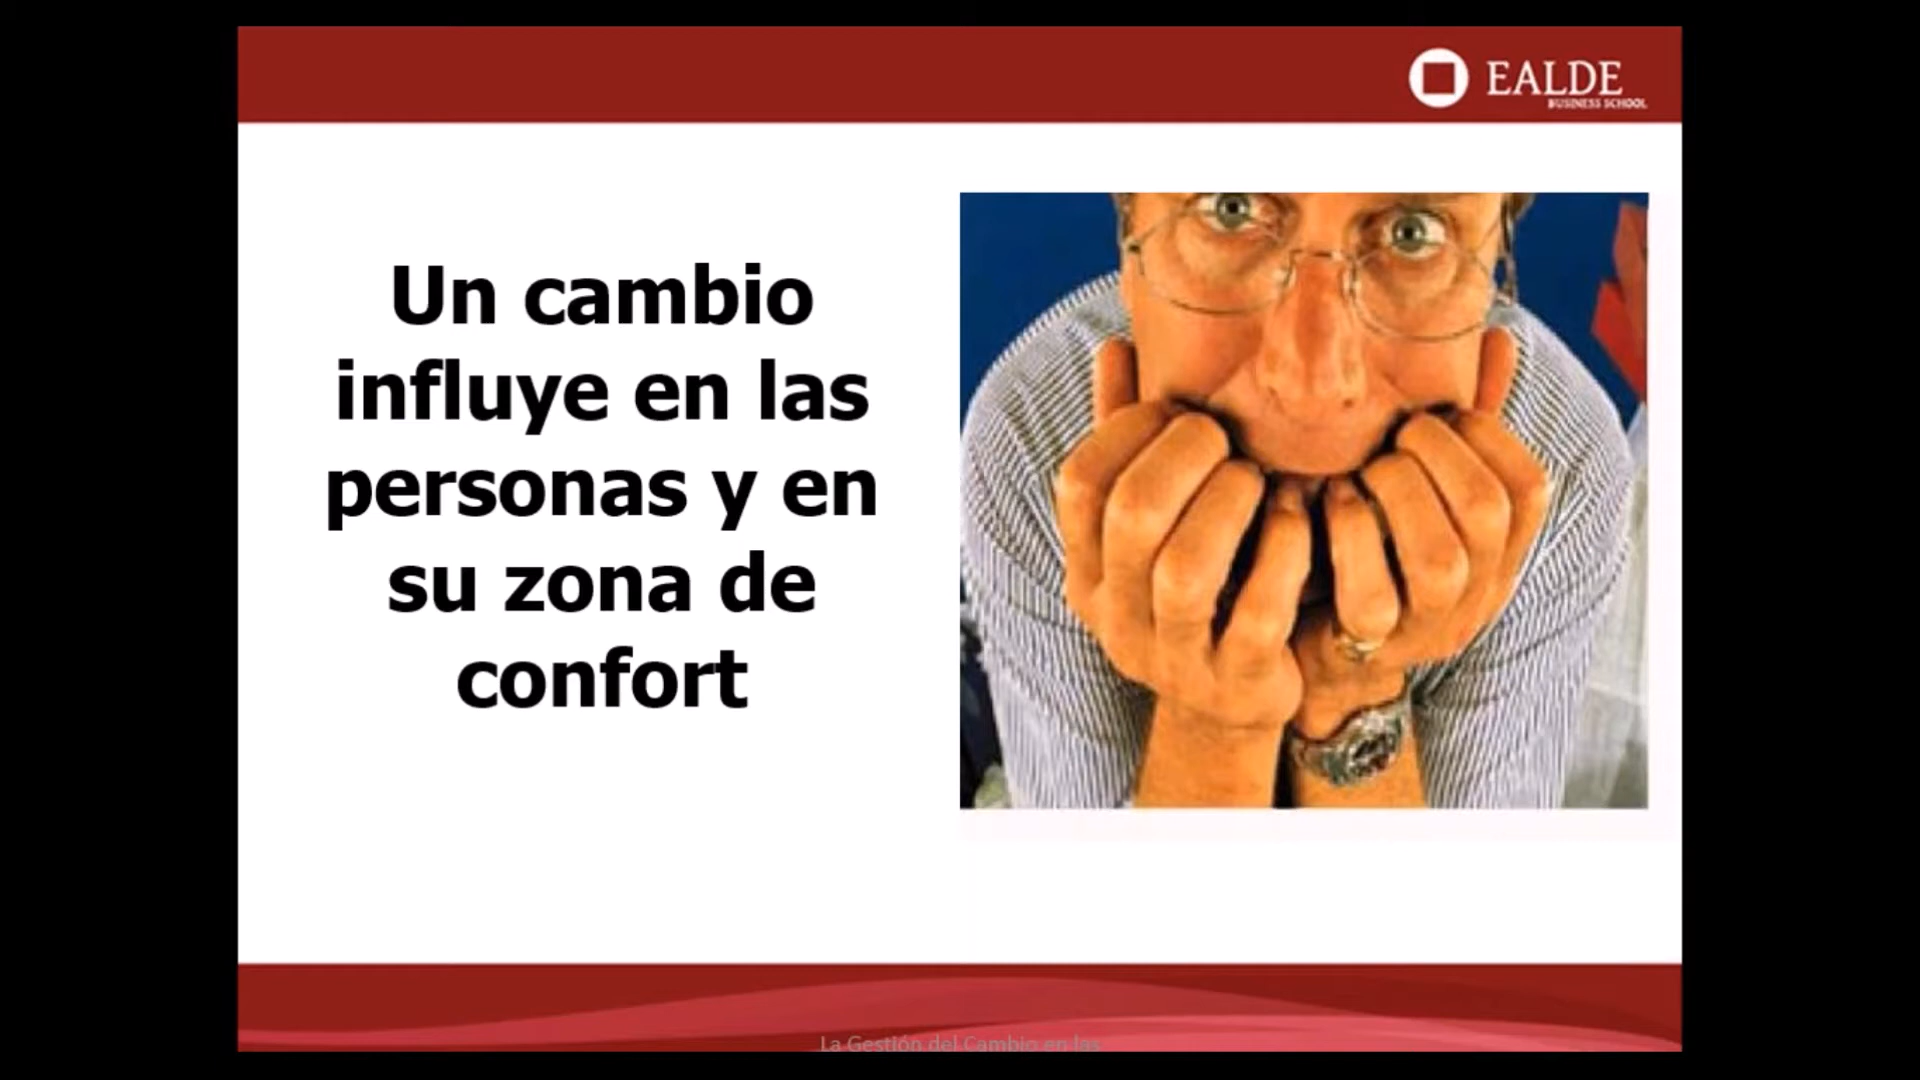 EALDE
BUSINESS SCHOOL
Un cambio
influye en las
personas y en
su zona de
confort
La Gestión del Cambio en las